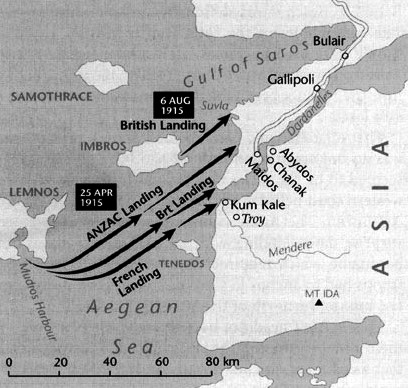 Bulair
Gulf of Saros
Gallipoli
SAMOTHRACE
6 AUG
1915
Suvla
Dardanelles
British Landing
IMBROS
Abydos
Chanak
Maidos
ASIA
25 APR
1915
LEMNOS
ANZAC Landing
Brt Landing
Kum Kale
Troy
French
Landing
Mendere
TENEDOS
Mudros Harbour
MT IDA
Aegean
Sea
0 20 40 60 80 km